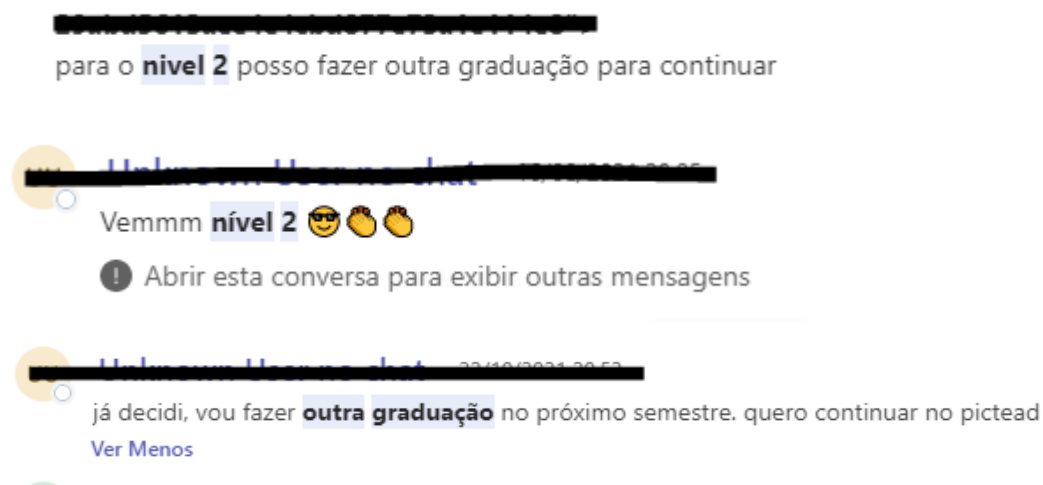 para o nivel 2 posso fazer outra graduação para continuar
Vemmm nível 2 😎👏👏
Abrir esta conversa para exibir outras mensagens
já decidi, vou fazer outra graduação no próximo semestre. quero continuar no pictead
Ver Menos